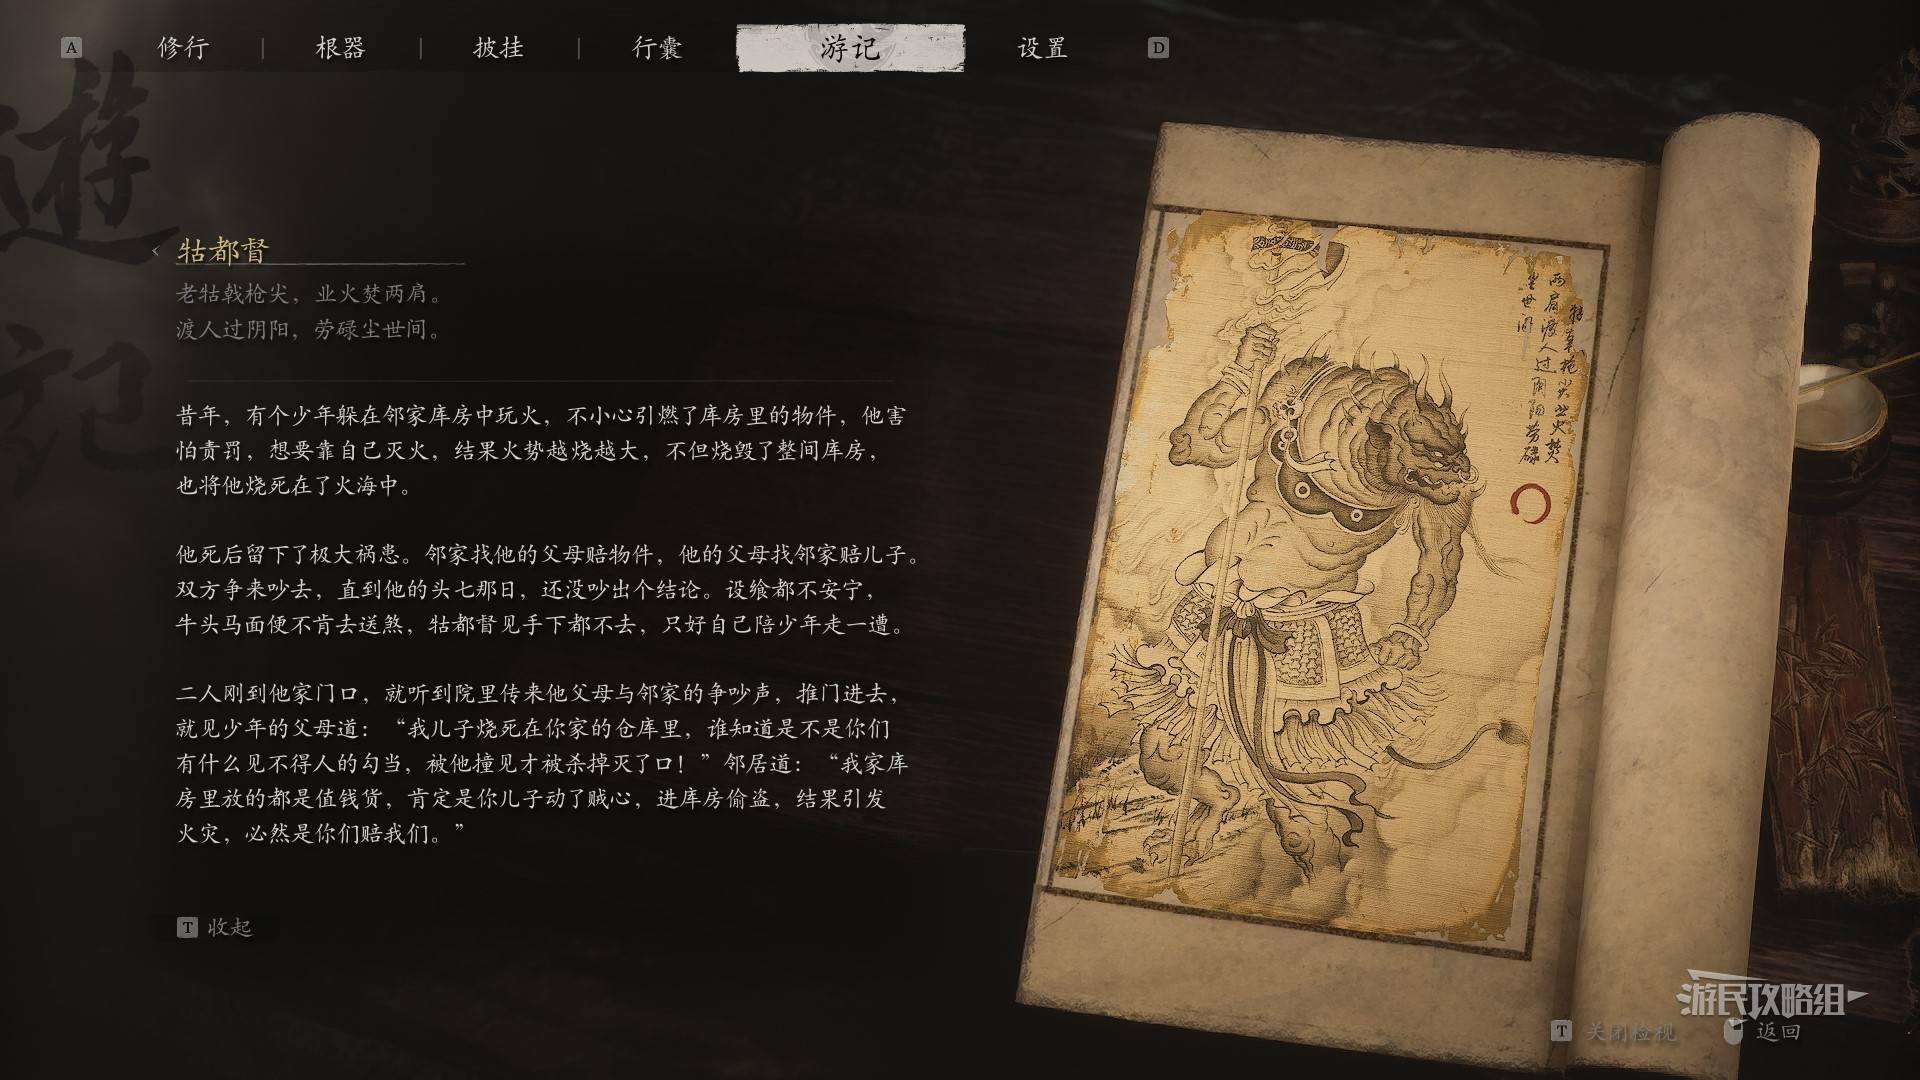 A 修行 | 根器 | 披挂 | 行囊 游记 设置 D
遊记
牯都督
老牯戟枪尖，业火焚两肩。
渡人过阴阳，劳碌尘世间。
昔年，有个少年躲在邻家库房中玩火，不小心引燃了库房里的物件，他害
怕责罚，想要靠自己灭火，结果火势越烧越大，不但烧毁了整间库房，
也将他烧死在了火海中。
他死后留下了极大祸患。邻家找他的父母赔物件，他的父母找邻家赔儿子。
双方争来吵去，直到他的头七那日，还没吵出个结论。设飨都不安宁，
牛头马面便不肯去送煞，牯都督见手下都不去，只好自己陪少年走一遭。
二人刚到他家门口，就听到院里传来他父母与邻家的争吵声，推门进去，
就见少年的父母道：“我儿子烧死在你家的仓库里，谁知道是不是你们
有什么见不得人的勾当，被他撞见才被杀掉灭了口！”邻居道：“我家库
房里放的都是值钱货，肯定是你儿子动了贼心，进库房偷盗，结果引发
火灾，必然是你们赔我们。”
T 收起
枪尖业火焚
两肩渡人过阴阳劳碌
尘世间
游民攻略组
T 关闭检视 返回